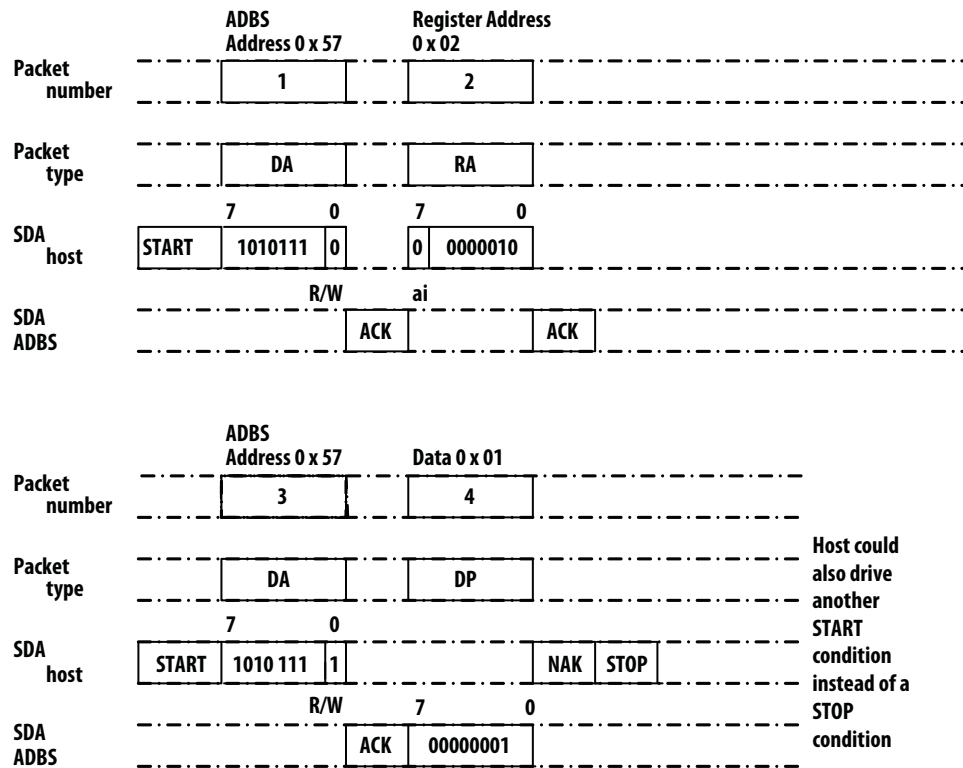 ADBS
Address 0 x 57
Register Address
0 x 02
Packet
number
1
2
Packet
type
DA
RA
7 0 7 0
SDA
host
START 1010111 0 0 0000010
R/W ai
SDA
ADBS
ACK ACK
ADBS
Address 0 x 57
Data 0 x 01
Packet
number
3
4
Packet
type
DA
DP
7 0
SDA
host
START 1010 111 1 NAK STOP
R/W 7 0
SDA
ADBS
ACK 00000001
Host could
also drive
another
START
condition
instead of a
STOP
condition